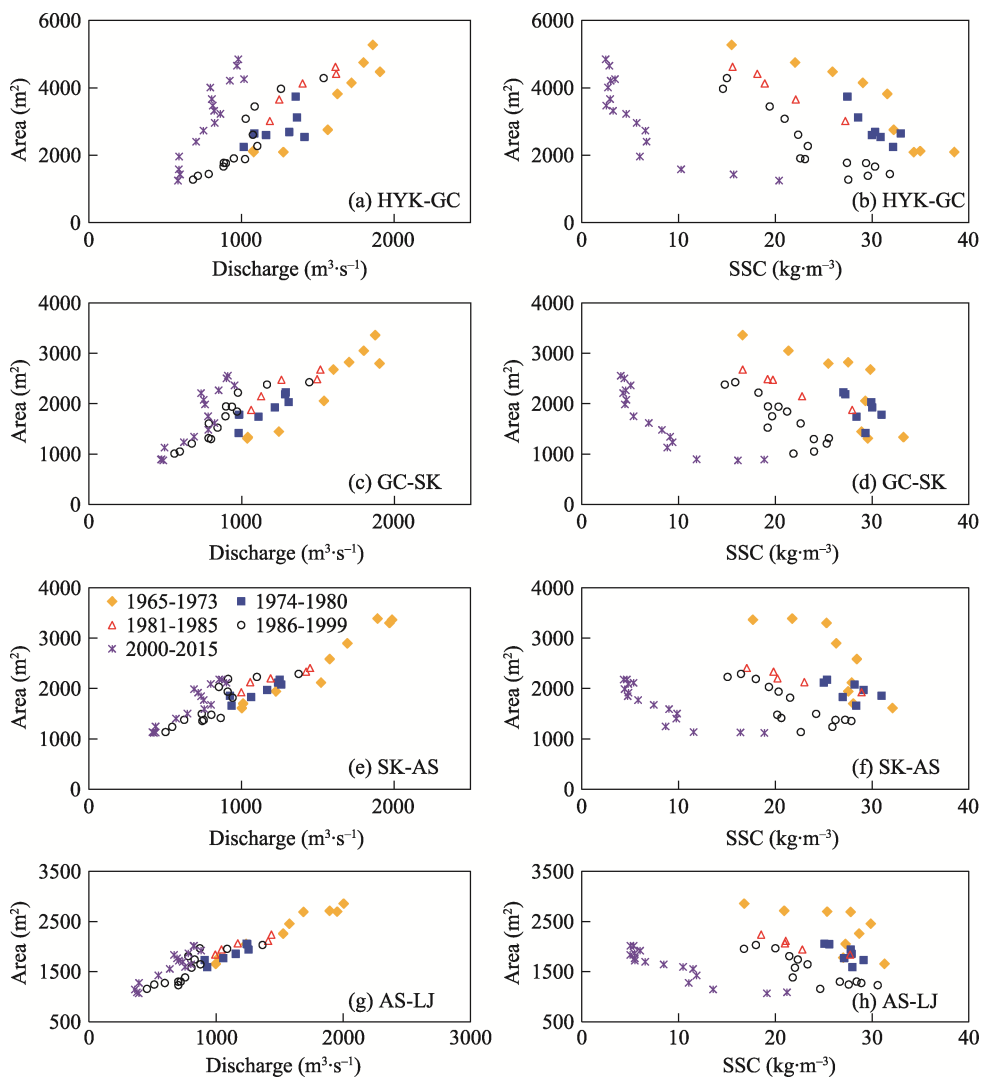 6000
4000
2000
0
Area (m²)
(a) HYK-GC
0 1000 2000 2500
Discharge (m³·s⁻¹)
6000
4000
2000
0
Area (m²)
(b) HYK-GC
0 10 20 30 40
SSC (kg·m⁻³)
4000
3000
2000
1000
0
Area (m²)
(c) GC-SK
0 1000 2000
Discharge (m³·s⁻¹)
4000
3000
2000
1000
0
Area (m²)
(d) GC-SK
0 10 20 30 40
SSC (kg·m⁻³)
4000
3000
2000
1000
0
Area (m²)
1965-1973 1974-1980
1981-1985 1986-1999
2000-2015
(e) SK-AS
0 1000 2000
Discharge (m³·s⁻¹)
4000
3000
2000
1000
0
Area (m²)
(f) SK-AS
0 10 20 30 40
SSC (kg·m⁻³)
3500
2500
1500
500
Area (m²)
(g) AS-LJ
0 1000 2000 3000
Discharge (m³·s⁻¹)
3500
2500
1500
500
Area (m²)
(h) AS-LJ
0 10 20 30 40
SSC (kg·m⁻³)